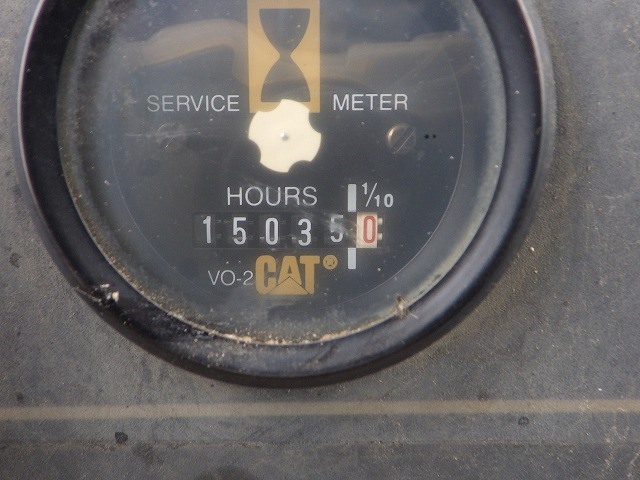 SERVICE METER
HOURS 1/10
150350
VO-2 CAT